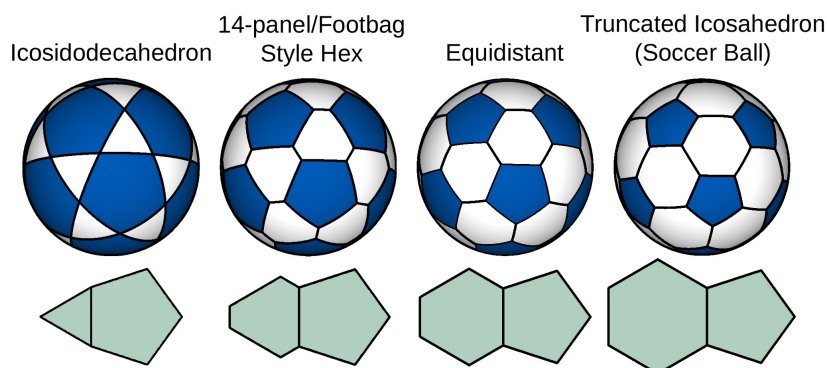 Icosidodecahedron
14-panel/Footbag
Style Hex
Equidistant
Truncated Icosahedron
(Soccer Ball)